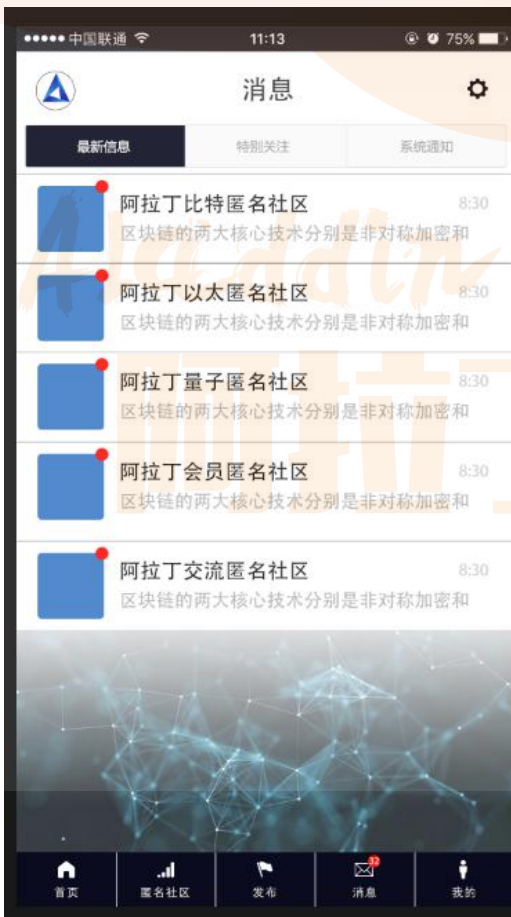 中国联通 11:13 75%
消息
最新信息 特别关注 系统通知
阿拉丁比特匿名社区 8:30
区块链的两大核心技术分别是非对称加密和
阿拉丁以太匿名社区 8:30
区块链的两大核心技术分别是非对称加密和
阿拉丁量子匿名社区 8:30
区块链的两大核心技术分别是非对称加密和
阿拉丁会员匿名社区 8:30
区块链的两大核心技术分别是非对称加密和
阿拉丁交流匿名社区 8:30
区块链的两大核心技术分别是非对称加密和
Aladdin
阿拉丁
32
首页 匿名社区 发布 消息 我的